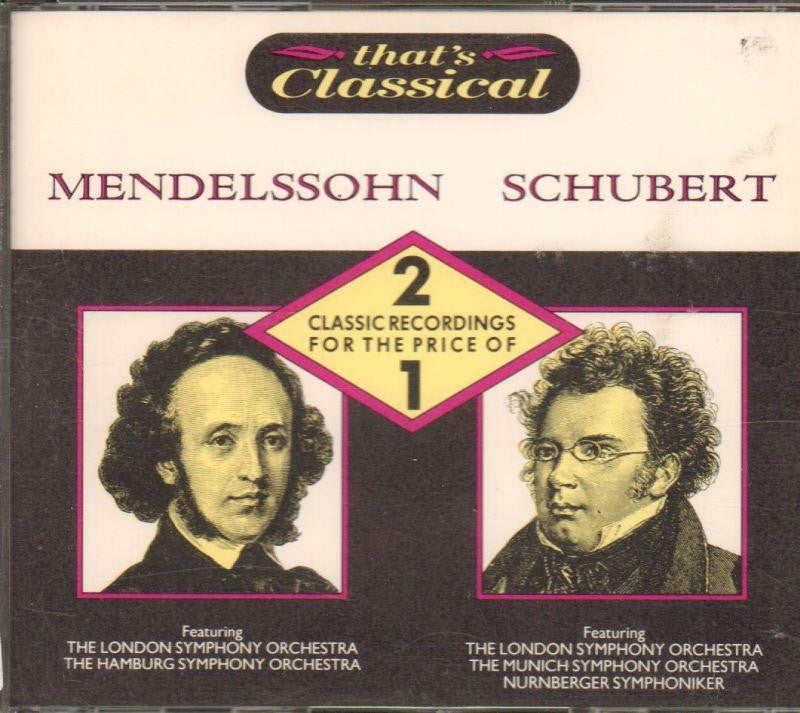 that's
Classical
MENDELSSOHN SCHUBERT
2
CLASSIC RECORDINGS
FOR THE PRICE OF
1
Featuring
THE LONDON SYMPHONY ORCHESTRA
THE HAMBURG SYMPHONY ORCHESTRA
Featuring
THE LONDON SYMPHONY ORCHESTRA
THE MUNICH SYMPHONY ORCHESTRA
NURNBERGER SYMPHONIKER